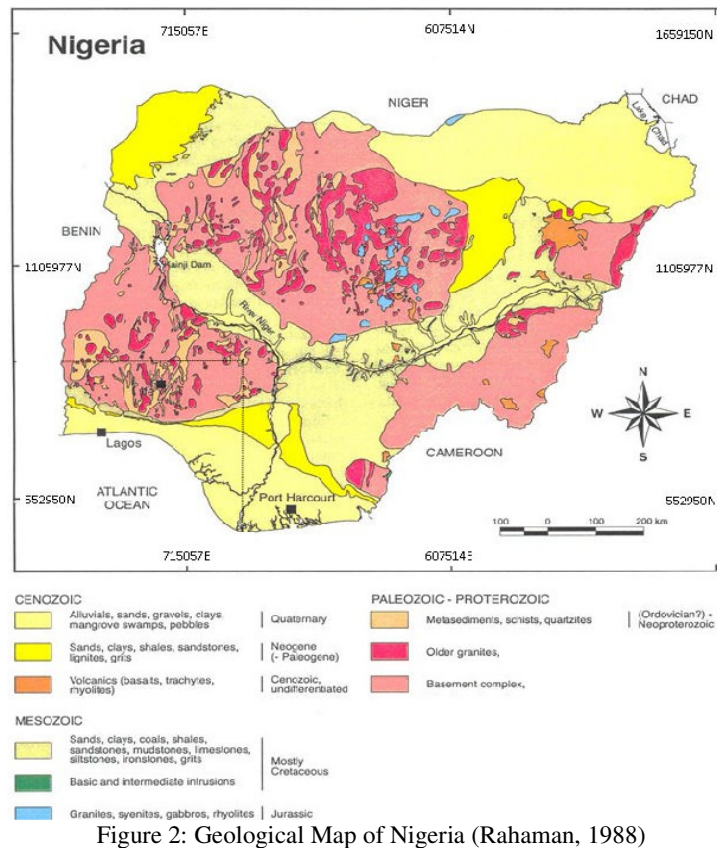 715057E 607514N
Nigeria
1659150N
NIGER
CHAD
Lake Chad
BENIN
Kainji Dam
1105977N 1105977N
River Niger
N
W E
S
Lagos
CAMEROON
ATLANTIC
OCEAN
Port Harcourt
552950N 552950N
100 0 100 200 km
715057E 607514E
CENOZOIC
Alluvials, sands, gravels, clays
mangrove swamps, pebbles
Quaternary
Sands, clays, shales, sandstones,
lignites, grits
Neogene
(- Paleogene)
Volcanics (basalts, trachytes,
rhyolites)
Cenozoic,
undifferentiated
MESOZOIC
Sands, clays, coals, shales,
sandstones, mudstones, limestones,
siltstones, ironstones, grits
Basic and intermediate intrusions
Mostly
Cretaceous
Granites, syenites, gabbros, rhyolites
Jurassic
PALEOZOIC - PROTEROZOIC
Metasediments, schists, quartzites
(Ordovician?) -
Neoproterozoic
Older granites,
Basement complex,
Figure 2: Geological Map of Nigeria (Rahaman, 1988)